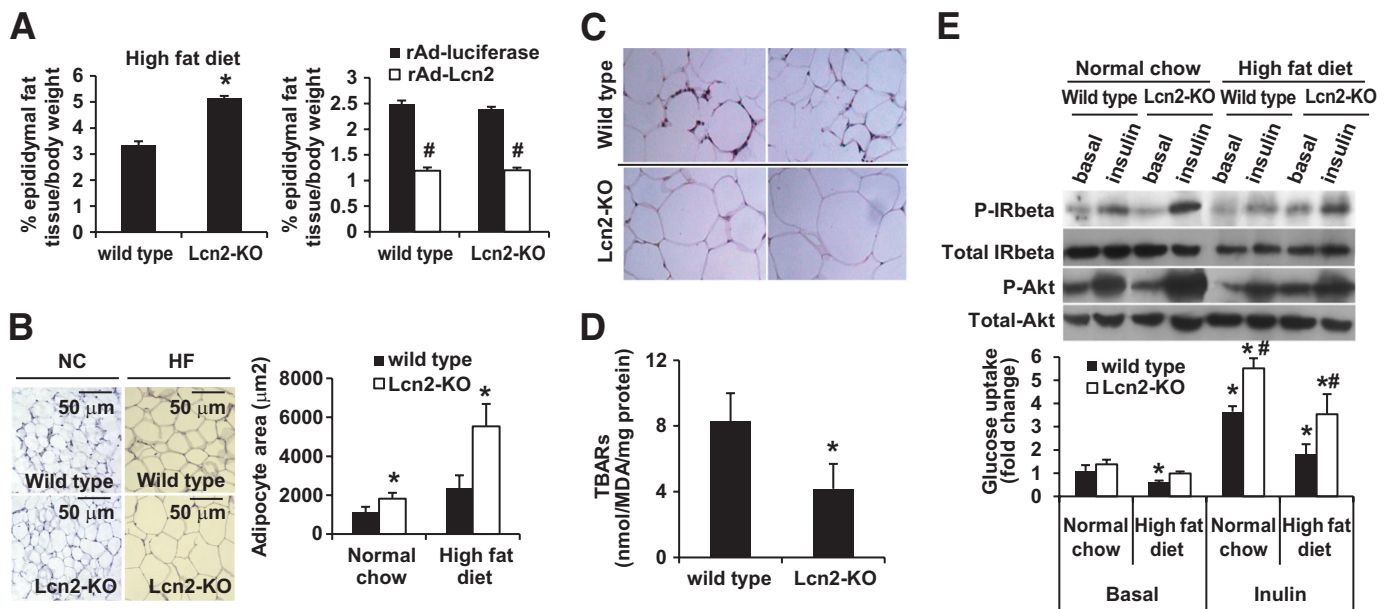 A
High fat diet
% epididymal fat
tissue/body weight
6
5
4
3
2
1
0
*
wild type Lcn2-KO
rAd-luciferase
rAd-Lcn2
% epididymal fat
tissue/body weight
3
2.5
2
1.5
1
0.5
0
# #
wild type Lcn2-KO
B
NC HF
50 μm 50 μm
Wild type Wild type
50 μm 50 μm
Lcn2-KO Lcn2-KO
wild type
Lcn2-KO
Adipocyte area (μm2)
8000
6000
4000
2000
0
* *
Normal High fat
chow diet
C
Wild type
Lcn2-KO
D
TBARs
(nmol/MDA/mg protein)
12
8
4
0
*
wild type Lcn2-KO
E
Normal chow High fat diet
Wild type Lcn2-KO Wild type Lcn2-KO
basal insulin basal insulin basal insulin basal insulin
P-IRbeta
Total IRbeta
P-Akt
Total-Akt
wild type
Lcn2-KO
Glucose uptake
(fold change)
6
5
4
3
2
1
0
* * *# * *#
Normal High fat Normal High fat
chow diet chow diet
Basal Inulin